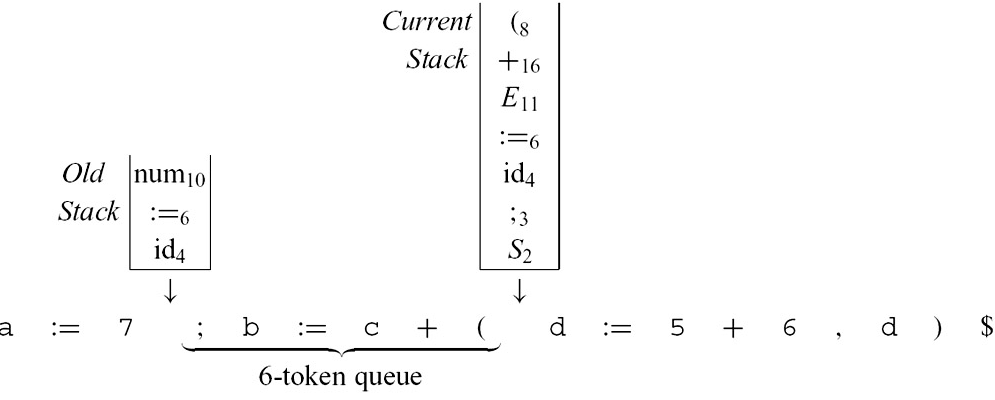 Current (8
Stack +16
E11
:=6
Old num10 id4
Stack :=6 ;3
id4 S2
↓ ↓
a := 7 ; b := c + ( d := 5 + 6 , d ) $
6-token queue